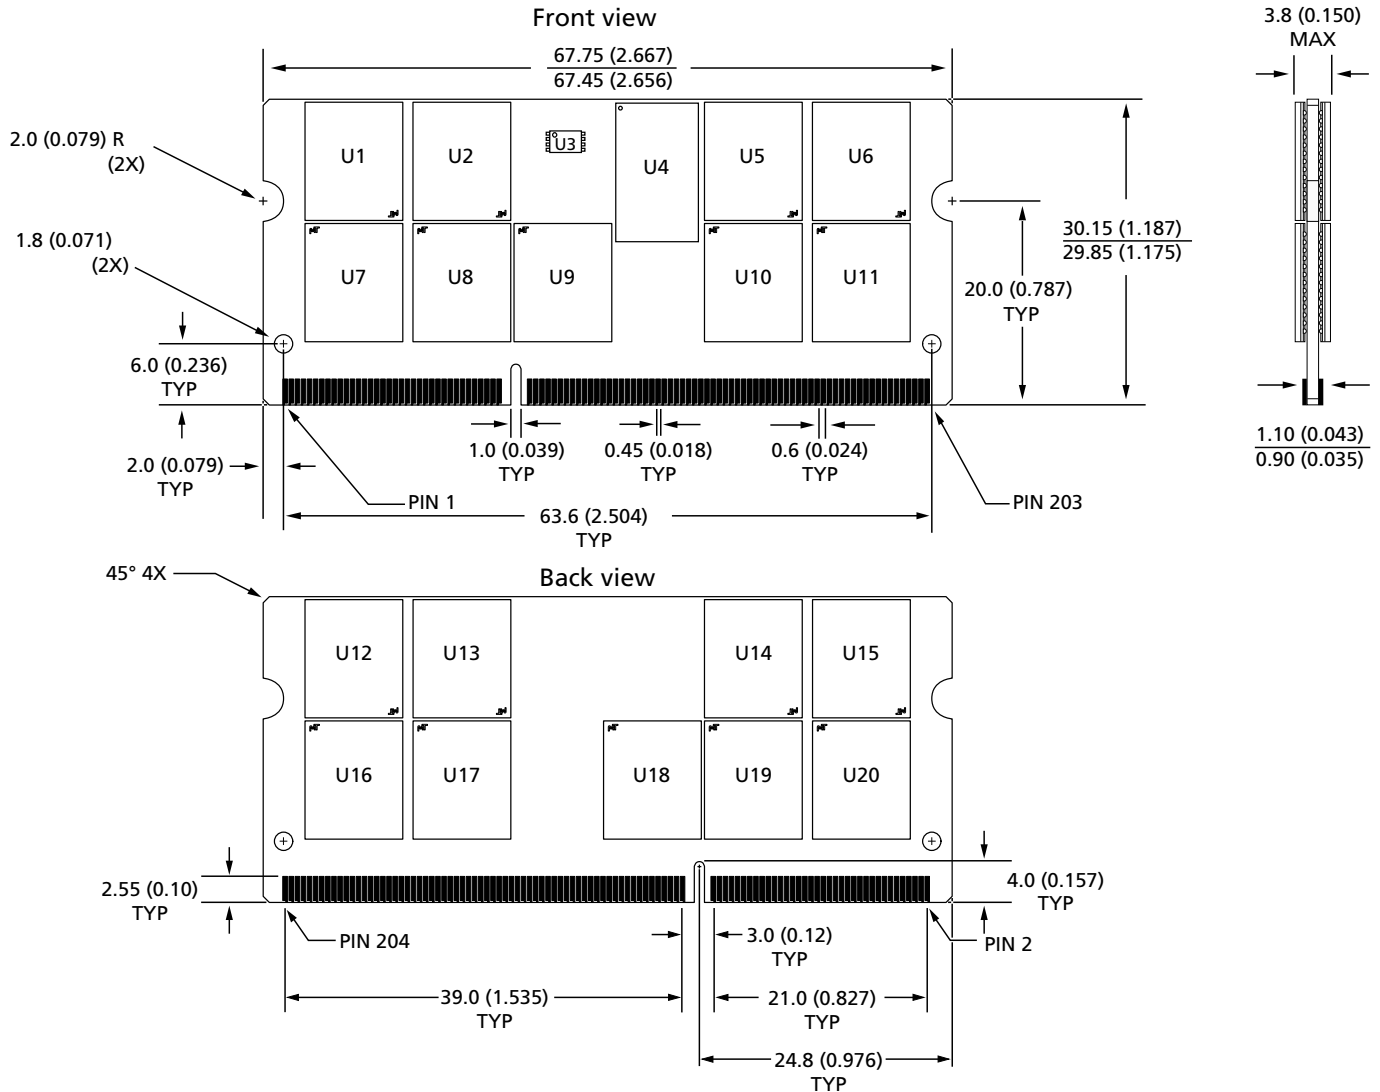 Front view
3.8 (0.150)
MAX
67.75 (2.667)
67.45 (2.656)
2.0 (0.079) R
(2X)
U1
U2
U3
U4
U5
U6
1.8 (0.071)
(2X)
30.15 (1.187)
29.85 (1.175)
U7
U8
U9
U10
U11
20.0 (0.787)
TYP
6.0 (0.236)
TYP
2.0 (0.079)
TYP
1.0 (0.039)
TYP
0.45 (0.018)
TYP
0.6 (0.024)
TYP
1.10 (0.043)
0.90 (0.035)
PIN 1
PIN 203
63.6 (2.504)
TYP
45° 4X
Back view
U12
U13
U14
U15
U16
U17
U18
U19
U20
2.55 (0.10)
TYP
4.0 (0.157)
TYP
PIN 204
3.0 (0.12)
TYP
PIN 2
39.0 (1.535)
TYP
21.0 (0.827)
TYP
24.8 (0.976)
TYP